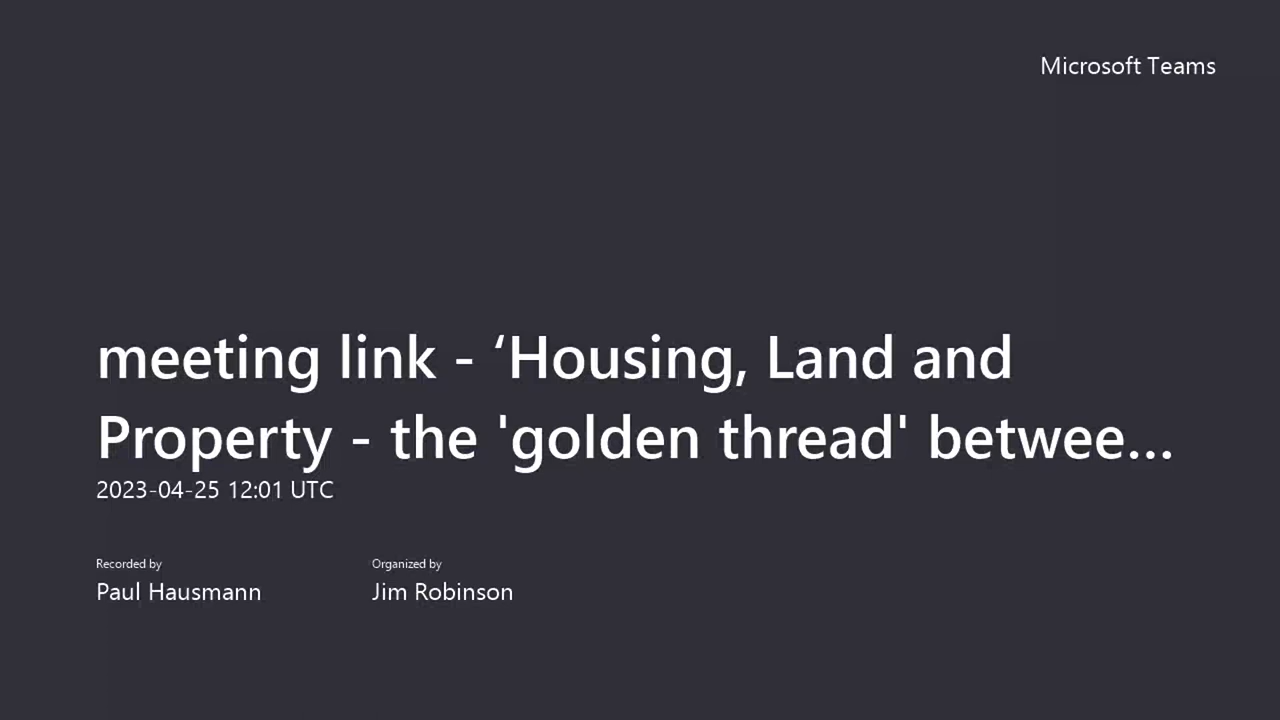 Microsoft Teams
meeting link - ‘Housing, Land and
Property - the 'golden thread' betwee...
2023-04-25 12:01 UTC
Recorded by
Organized by
Paul Hausmann
Jim Robinson